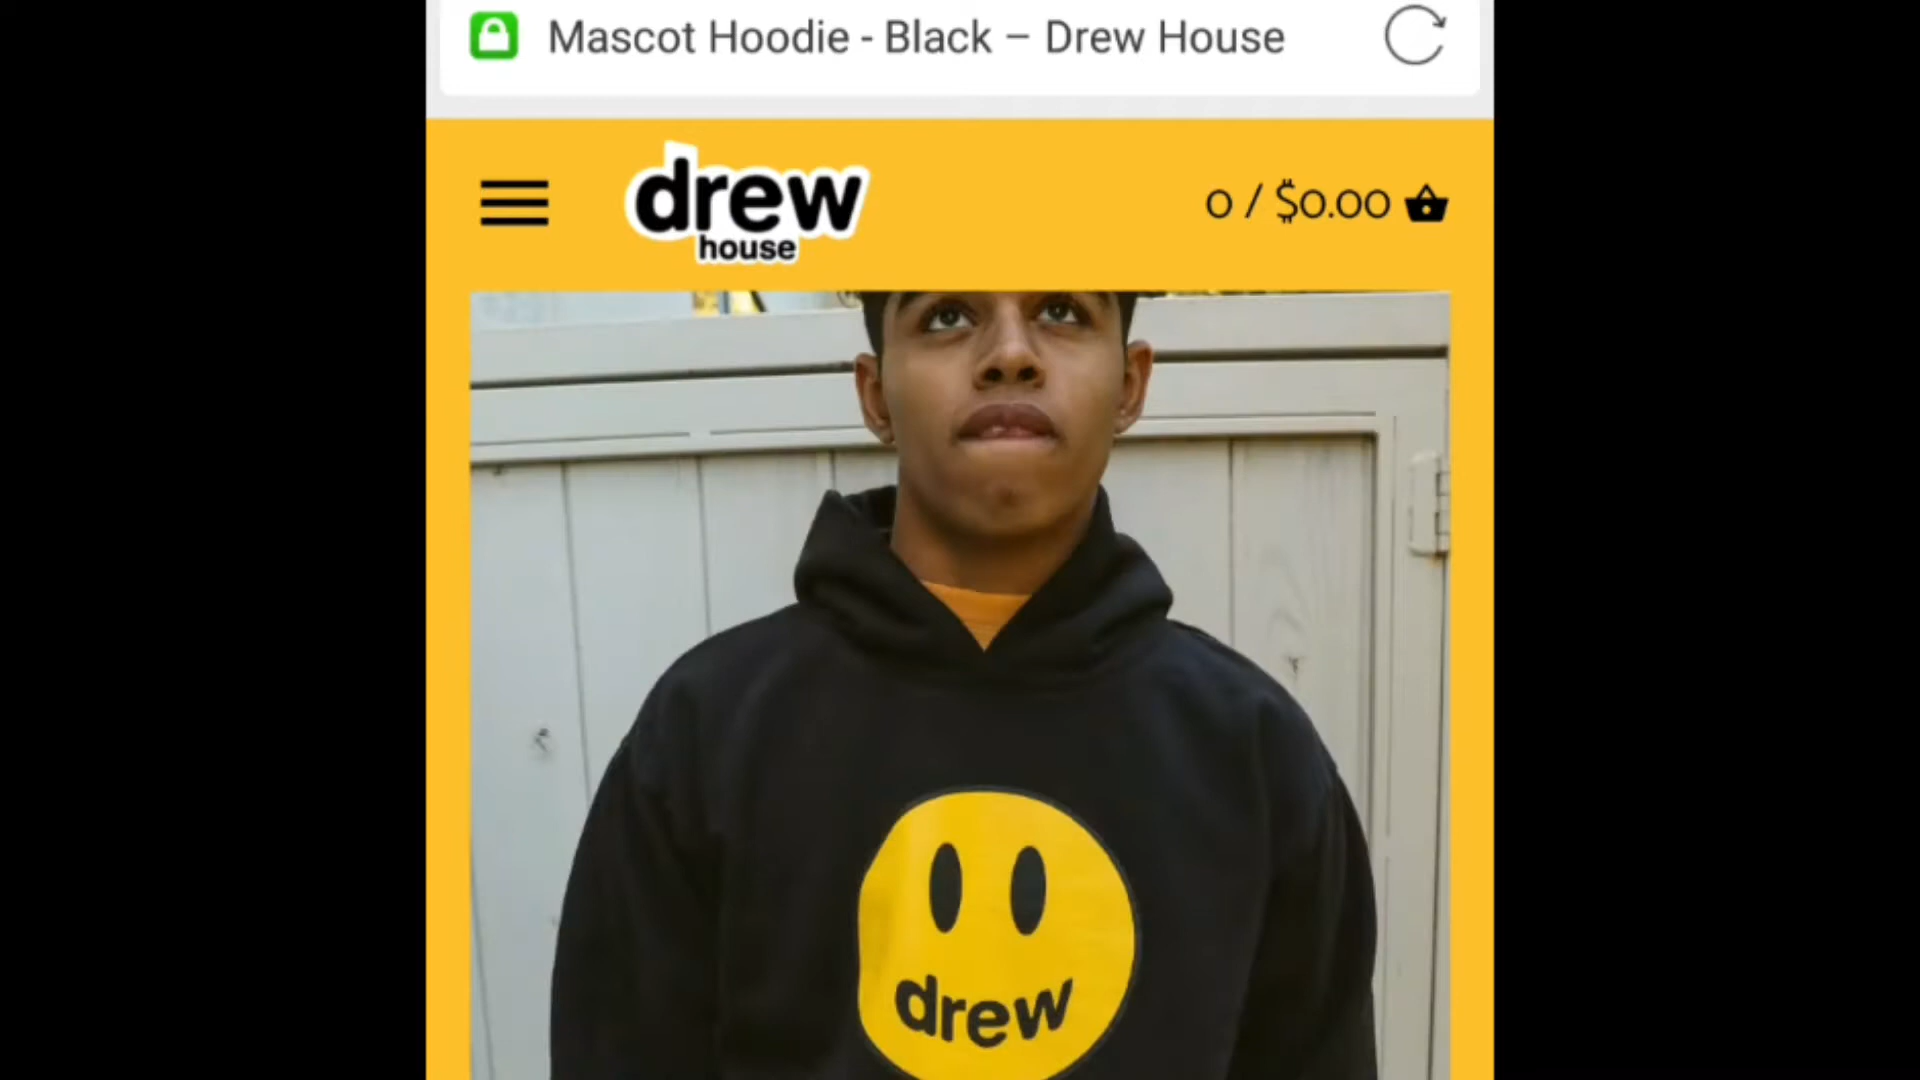 Mascot Hoodie - Black – Drew House
drew
house
0 / $0.00
drew